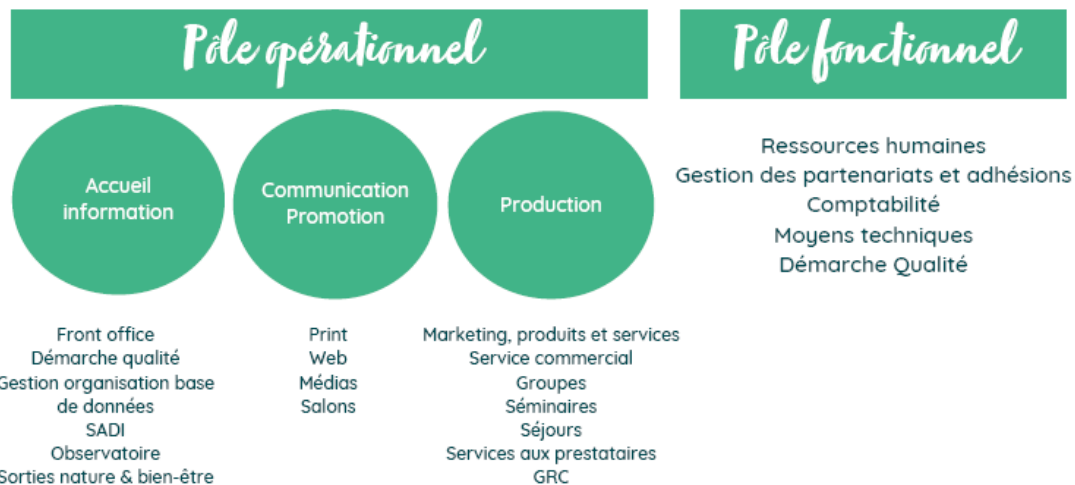 Pôle opérationnel
Accueil
information
Communication
Promotion
Production
Front office
Démarche qualité
Gestion organisation base
de données
SADI
Observatoire
Sorties nature & bien-être
Print
Web
Médias
Salons
Marketing, produits et services
Service commercial
Groupes
Séminaires
Séjours
Services aux prestataires
GRC
Pôle fonctionnel
Ressources humaines
Gestion des partenariats et adhésions
Comptabilité
Moyens techniques
Démarche Qualité